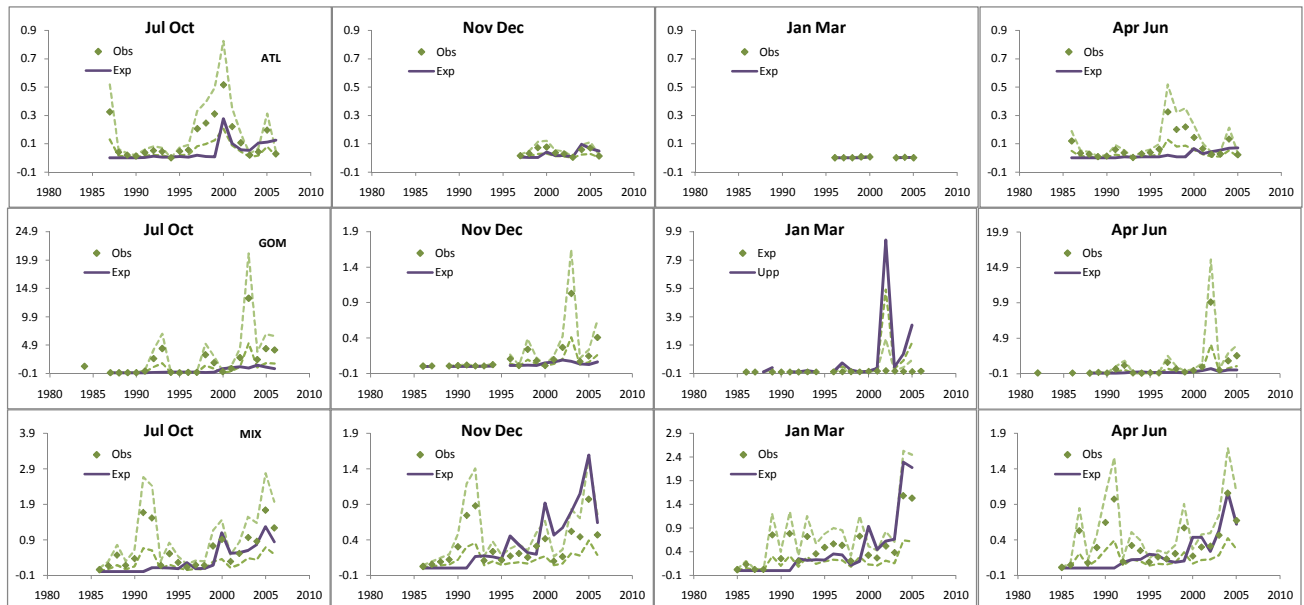 Jul Oct
0.9
0.7
0.5
0.3
0.1
-0.1
Obs
Exp
ATL
1980 1985 1990 1995 2000 2005 2010
Nov Dec
0.9
0.7
0.5
0.3
0.1
-0.1
Obs
Exp
1980 1985 1990 1995 2000 2005 2010
Jan Mar
0.9
0.7
0.5
0.3
0.1
-0.1
Obs
Exp
1980 1985 1990 1995 2000 2005 2010
Apr Jun
0.9
0.7
0.5
0.3
0.1
-0.1
Obs
Exp
1980 1985 1990 1995 2000 2005 2010
Jul Oct
24.9
19.9
14.9
9.9
4.9
-0.1
Obs
Exp
GOM
1980 1985 1990 1995 2000 2005 2010
Nov Dec
1.9
1.4
0.9
0.4
-0.1
Obs
Exp
1980 1985 1990 1995 2000 2005 2010
Jan Mar
9.9
7.9
5.9
3.9
1.9
-0.1
Exp
Upp
1980 1985 1990 1995 2000 2005 2010
Apr Jun
19.9
14.9
9.9
4.9
-0.1
Obs
Exp
1980 1985 1990 1995 2000 2005 2010
Jul Oct
3.9
2.9
1.9
0.9
-0.1
Obs
Exp
MIX
1980 1985 1990 1995 2000 2005 2010
Nov Dec
1.9
1.4
0.9
0.4
-0.1
Obs
Exp
1980 1985 1990 1995 2000 2005 2010
Jan Mar
2.9
2.4
1.9
1.4
0.9
0.4
-0.1
Obs
Exp
1980 1985 1990 1995 2000 2005 2010
Apr Jun
1.9
1.4
0.9
0.4
-0.1
Obs
Exp
1980 1985 1990 1995 2000 2005 2010